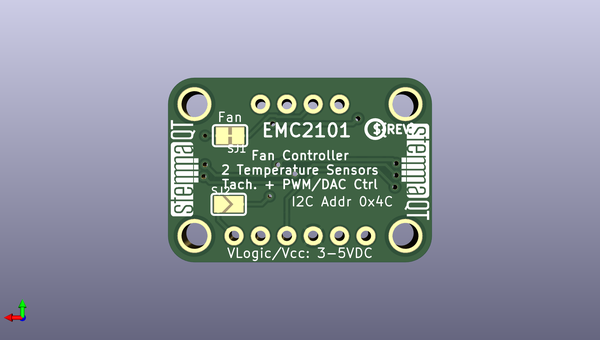 Fan
EMC2101
$REV
SJ1
Fan Controller
2 Temperature Sensors
Tach. + PWM/DAC Ctrl
SJ2
I2C Addr 0x4C
VLogic/Vcc: 3-5VDC
stemmaQT
stemmaQT